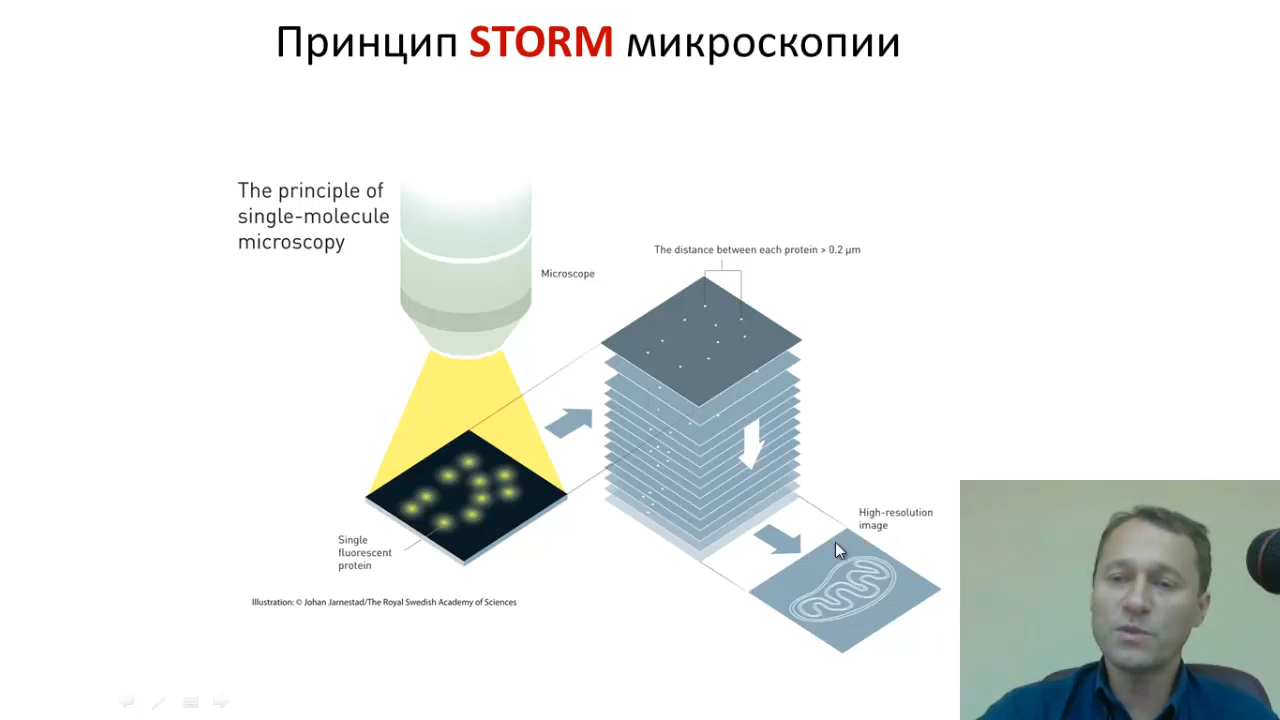 Принцип STORM микроскопии
The principle of
single-molecule
microscopy
Microscope
The distance between each protein > 0.2 µm
Single
fluorescent
protein
High-resolution
image
Illustration: © Johan Jarnestad/The Royal Swedish Academy of Sciences